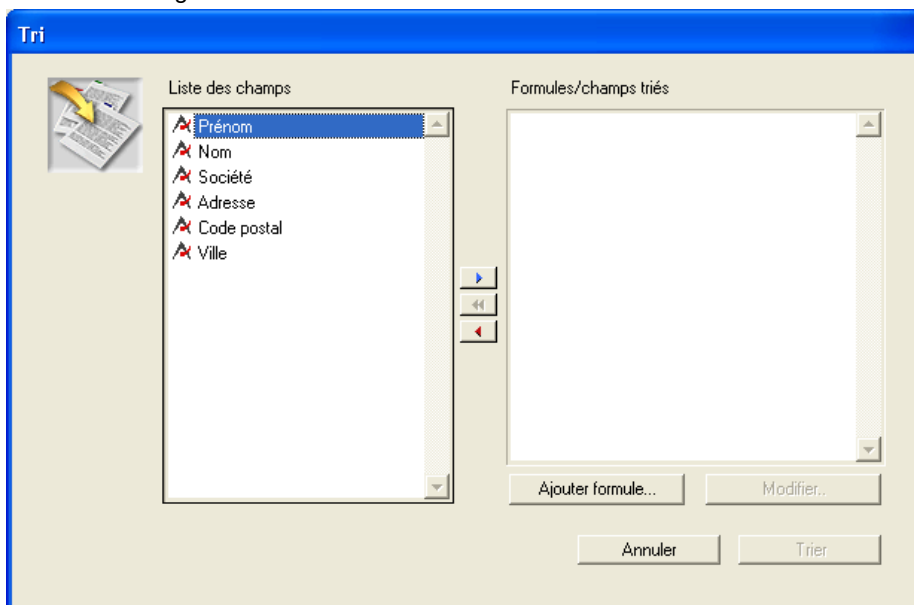 Tri
Liste des champs
Prénom
Nom
Société
Adresse
Code postal
Ville
Formules/champs triés
Ajouter formule...
Modifier..
Annuler
Trier